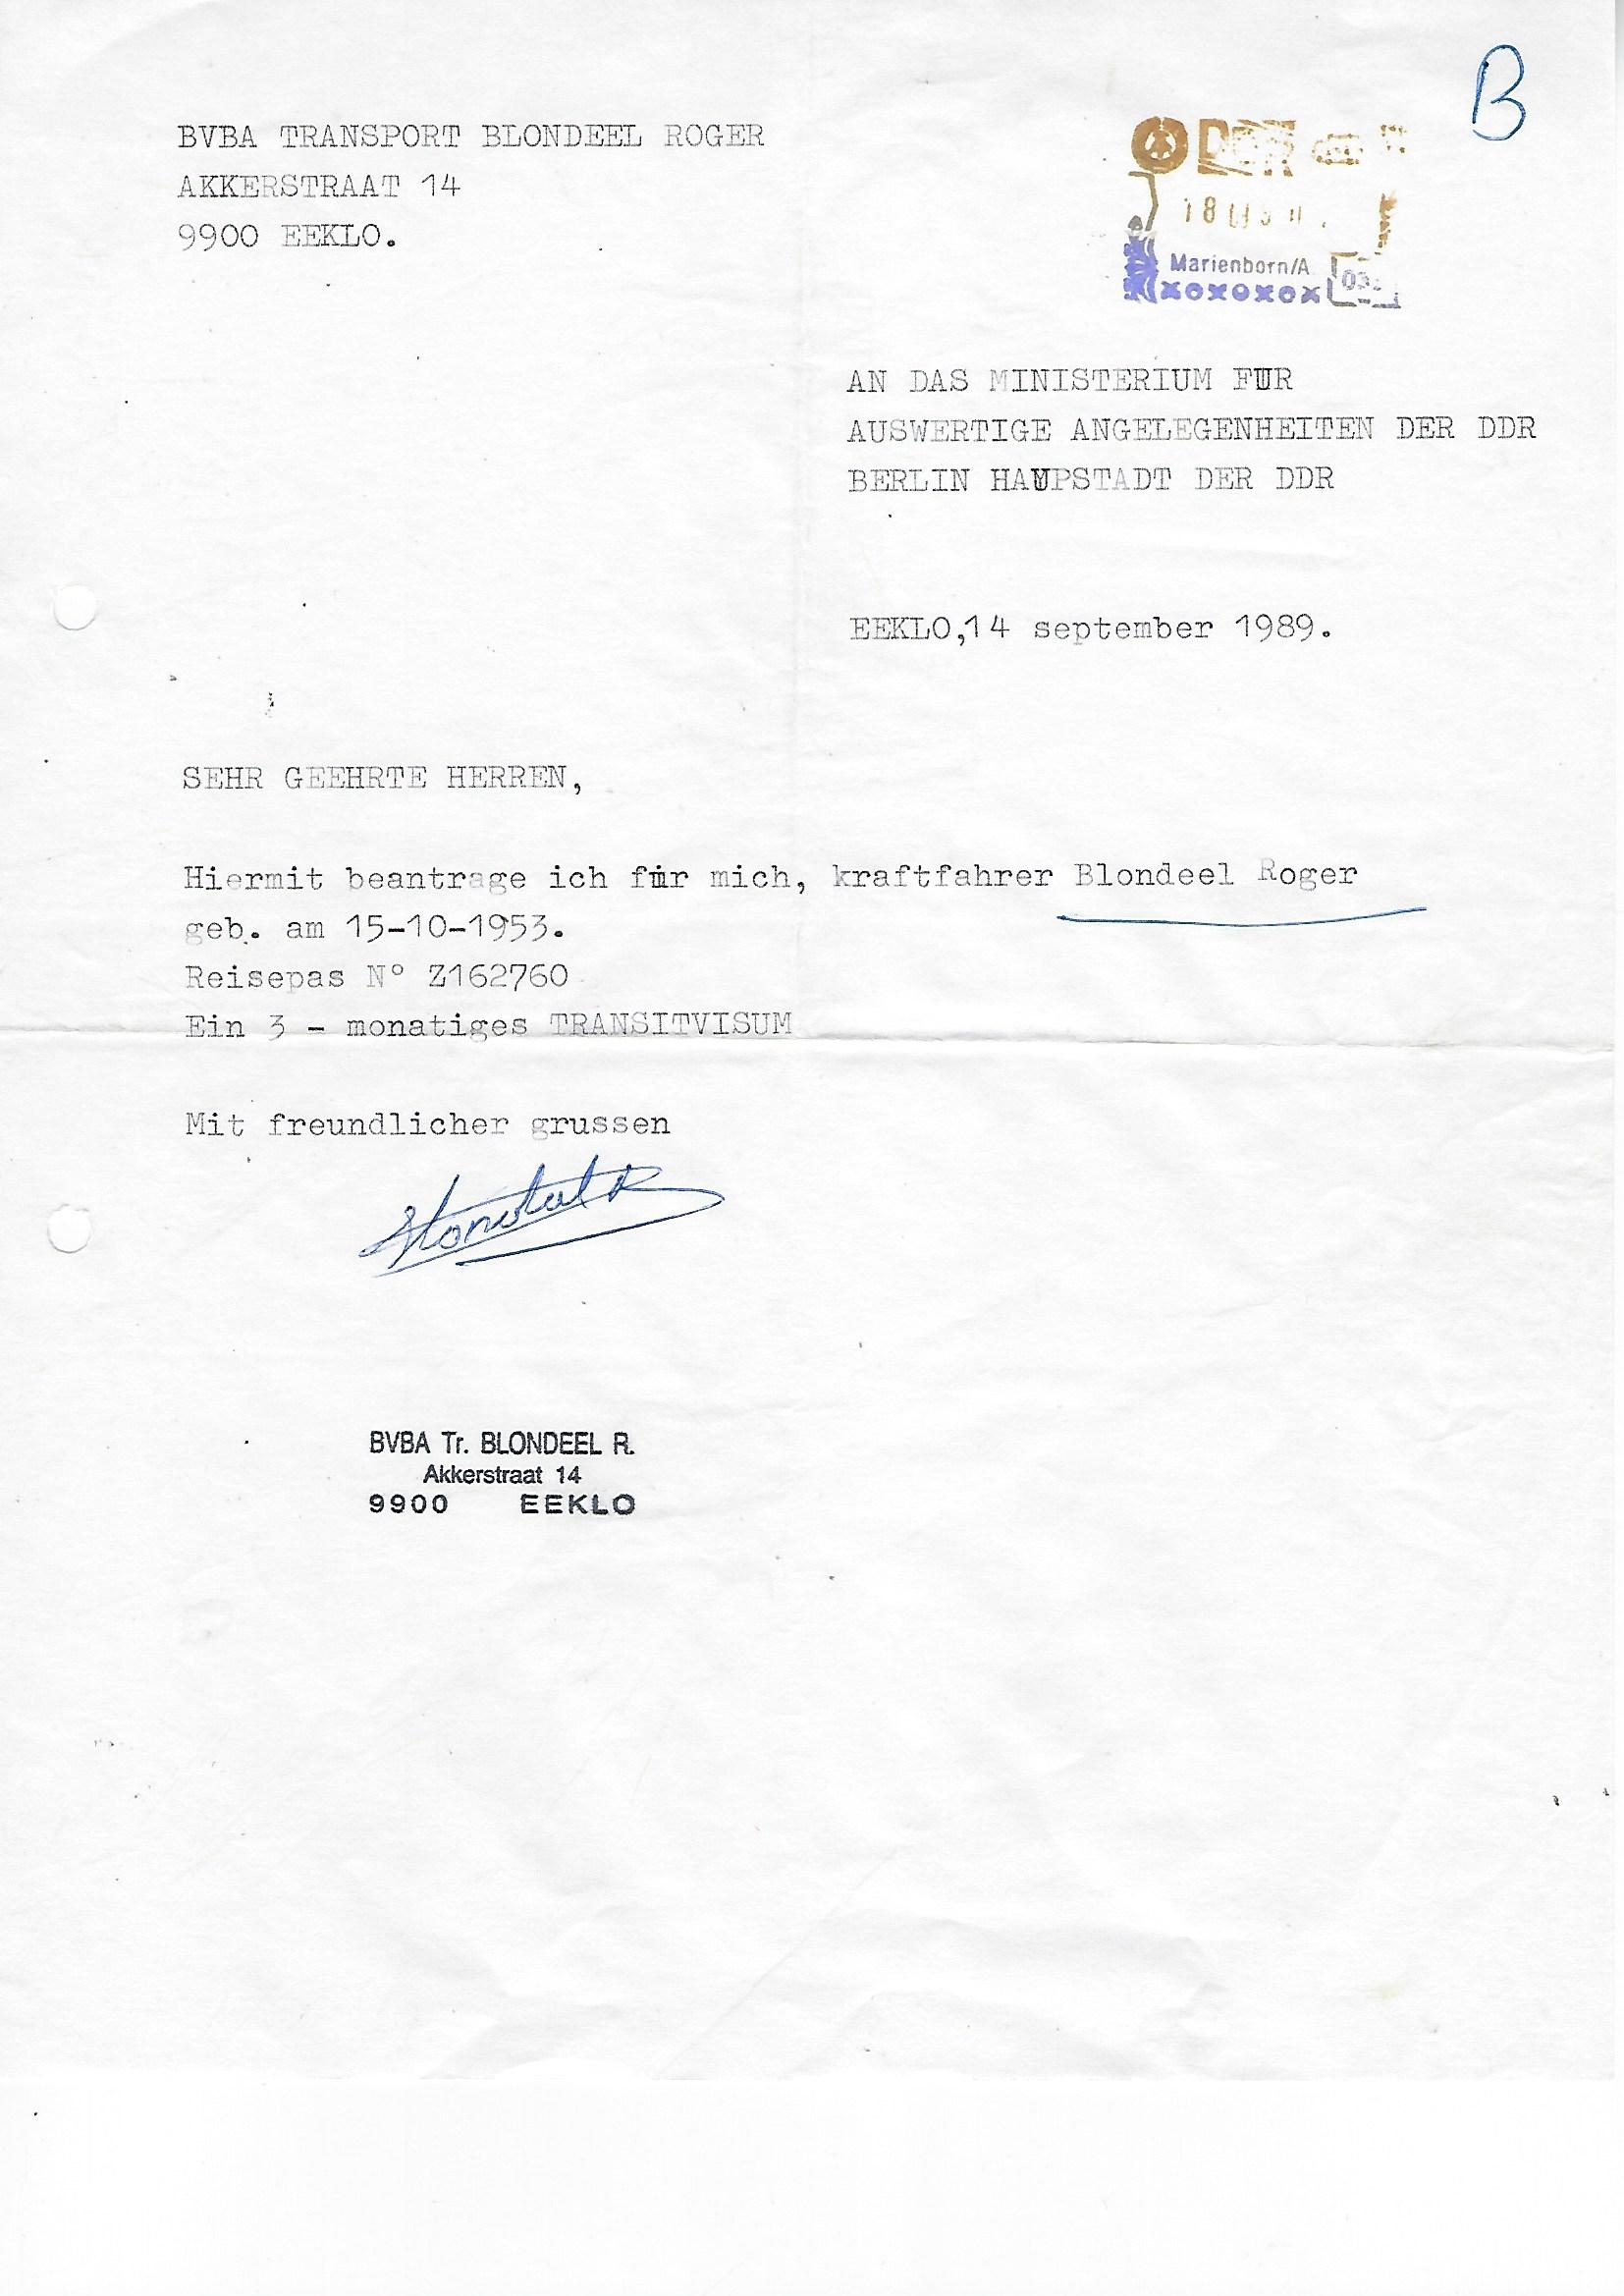 B
BVBA TRANSPORT BLONDEEL ROGER
AKKERSTRAAT 14
9900 EEKLO.
DDR
18
Marienborn/A
AN DAS MINISTERIUM FUR
AUSWERTIGE ANGELEGENHEITEN DER DDR
BERLIN HAUPSTADT DER DDR
EEKLO,14 september 1989.
SEHR GEEHRTE HERREN,
Hiermit beantrage ich für mich, kraftfahrer Blondeel Roger
geb. am 15-10-1953.
Reisepas N° Z162760
Ein 3 - monatiges TRANSITVISUM
Mit freundlicher grussen
BVBA Tr. BLONDEEL R.
Akkerstraat 14
9900 EEKLO